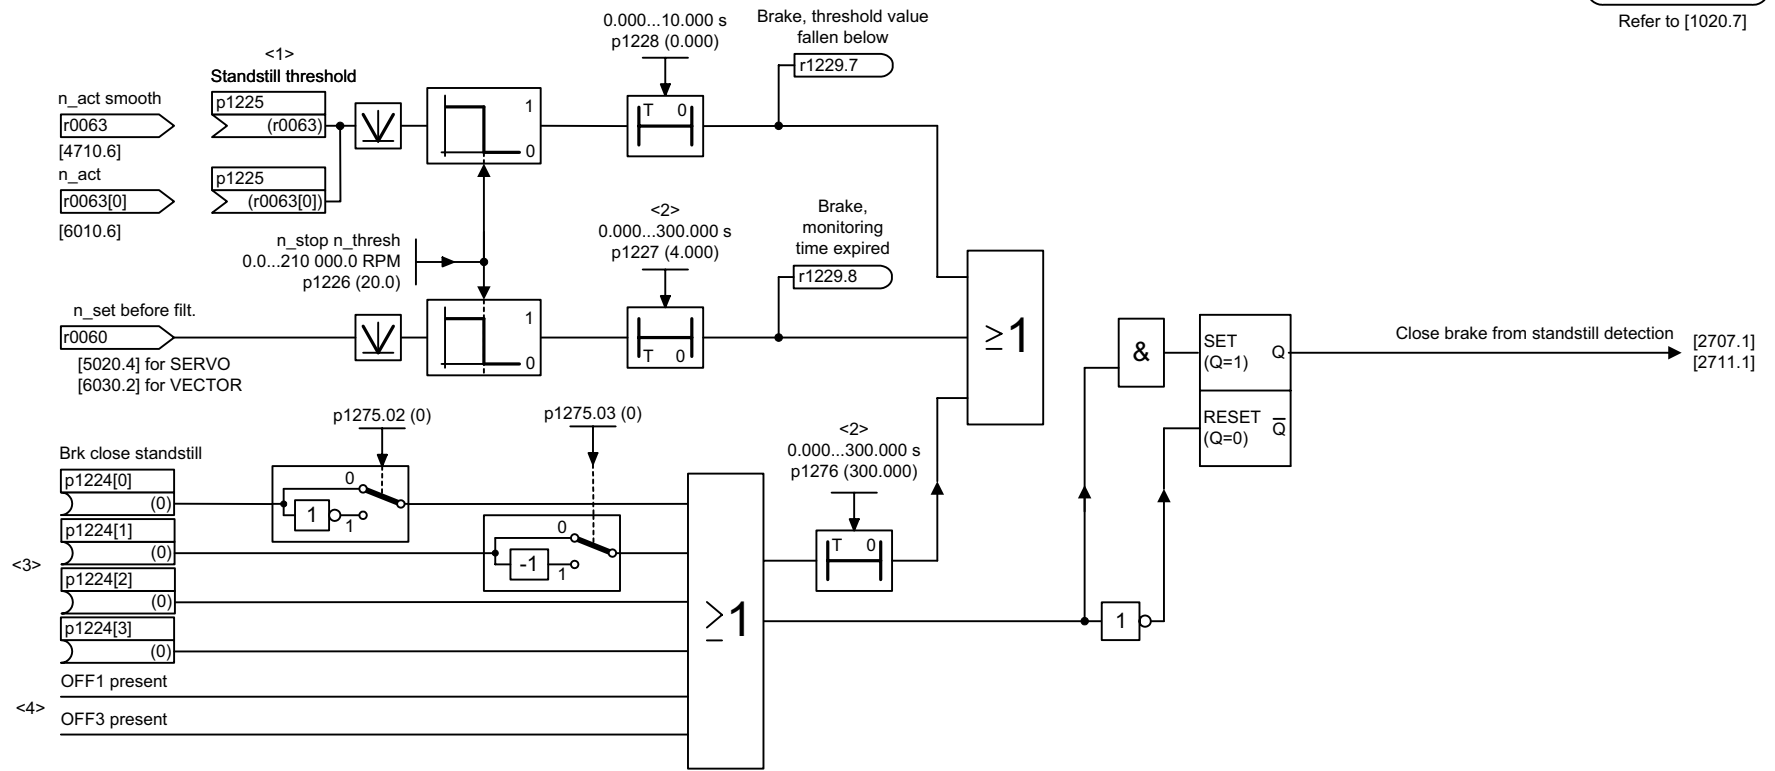 Refer to [1020.7]
0.000...10.000 s
p1228 (0.000)
Brake, threshold value
fallen below
r1229.7
<1>
Standstill threshold
n_act smooth
r0063
[4710.6]
p1225
(r0063)
1
0
T 0
n_act
r0063[0]
[6010.6]
p1225
(r0063[0])
n_stop n_thresh
0.0...210 000.0 RPM
p1226 (20.0)
<2>
0.000...300.000 s
p1227 (4.000)
Brake,
monitoring
time expired
r1229.8
n_set before filt.
r0060
[5020.4] for SERVO
[6030.2] for VECTOR
1
0
T 0
≥1
&
SET
(Q=1)
Q
RESET
(Q=0)
Q̅
Close brake from standstill detection
[2707.1]
[2711.1]
p1275.02 (0)
p1275.03 (0)
<2>
0.000...300.000 s
p1276 (300.000)
Brk close standstill
p1224[0]
(0)
0
1
1
p1224[1]
(0)
0
-1
1
<3>
p1224[2]
(0)
p1224[3]
(0)
T 0
≥1
1
OFF1 present
<4>
OFF3 present